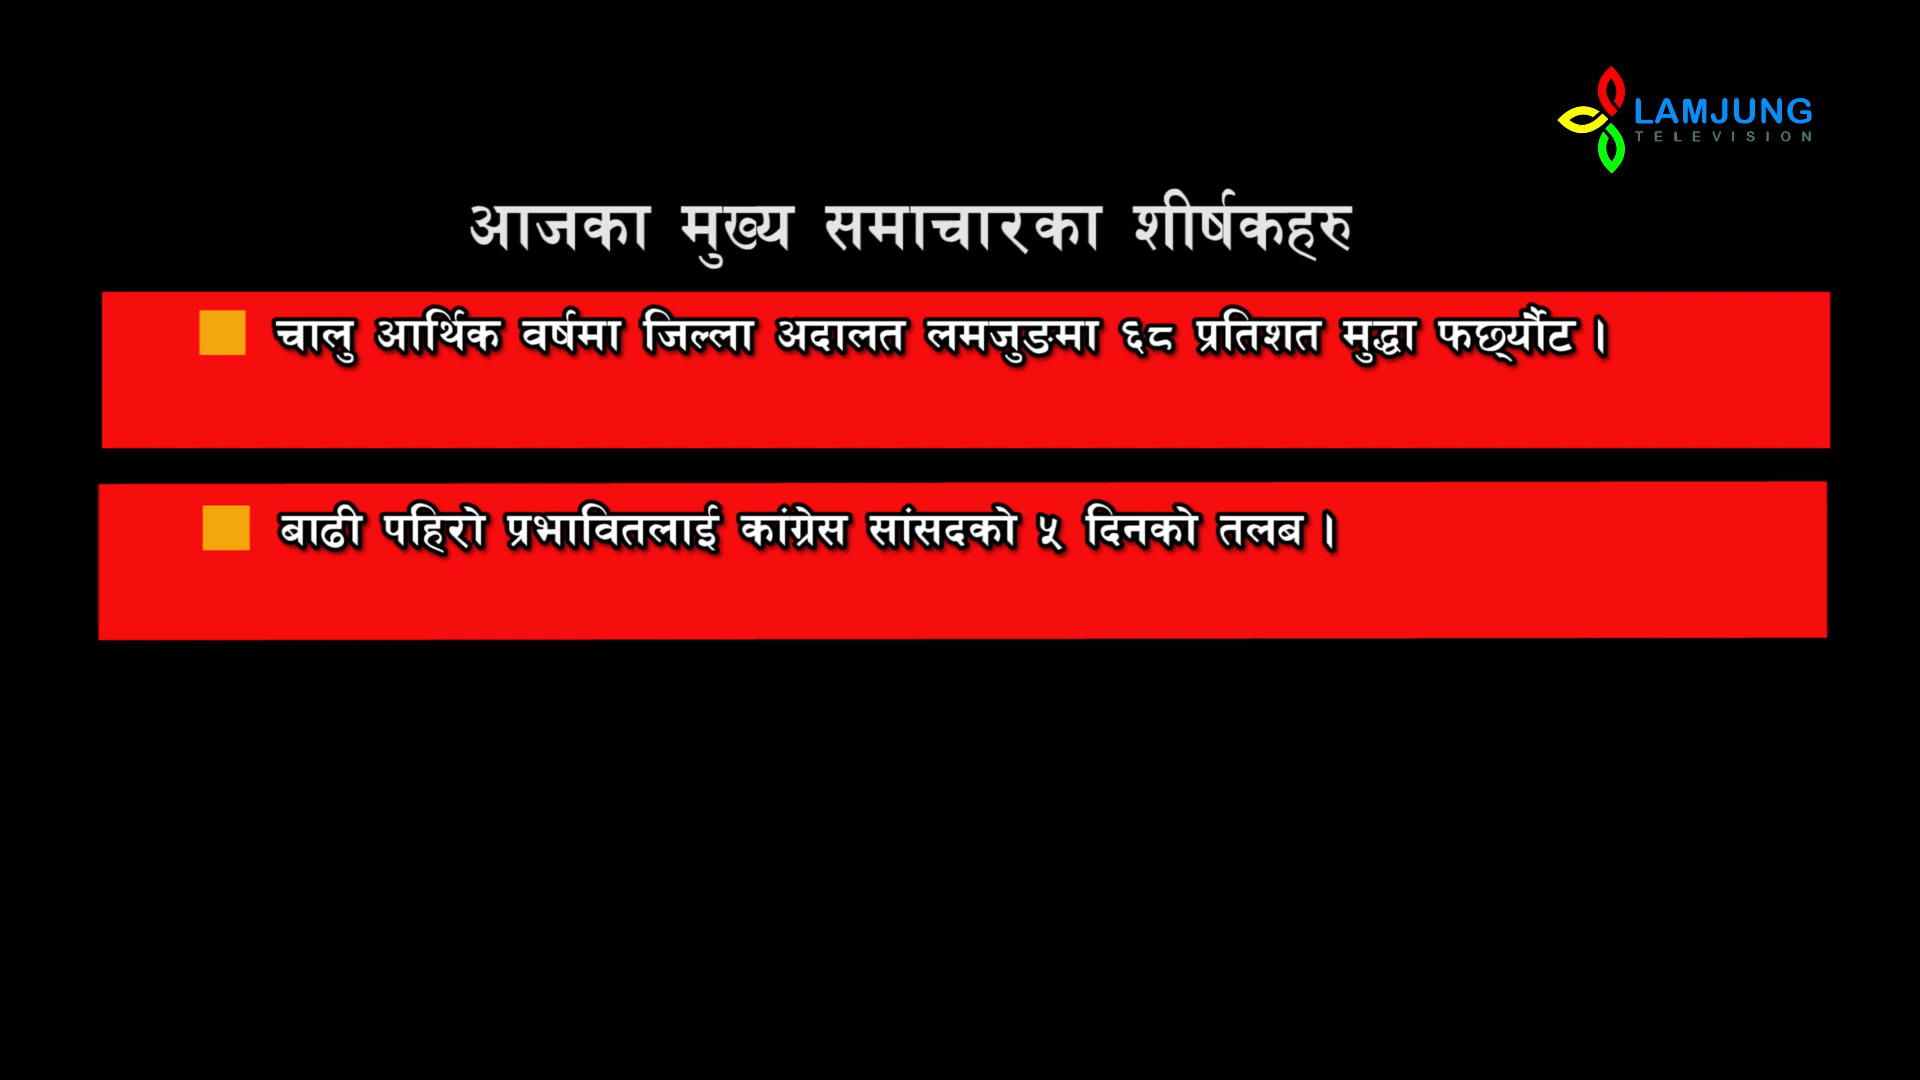 LAMJUNG
TELEVISION
आजका मुख्य समाचारका शीर्षकहरु
चालु आर्थिक वर्षमा जिल्ला अदालत लमजुङमा ६८ प्रतिशत मुद्धा फर्छ्यौट ।
बाढी पहिरो प्रभावितलाई कांग्रेस सांसदको ५ दिनको तलब ।